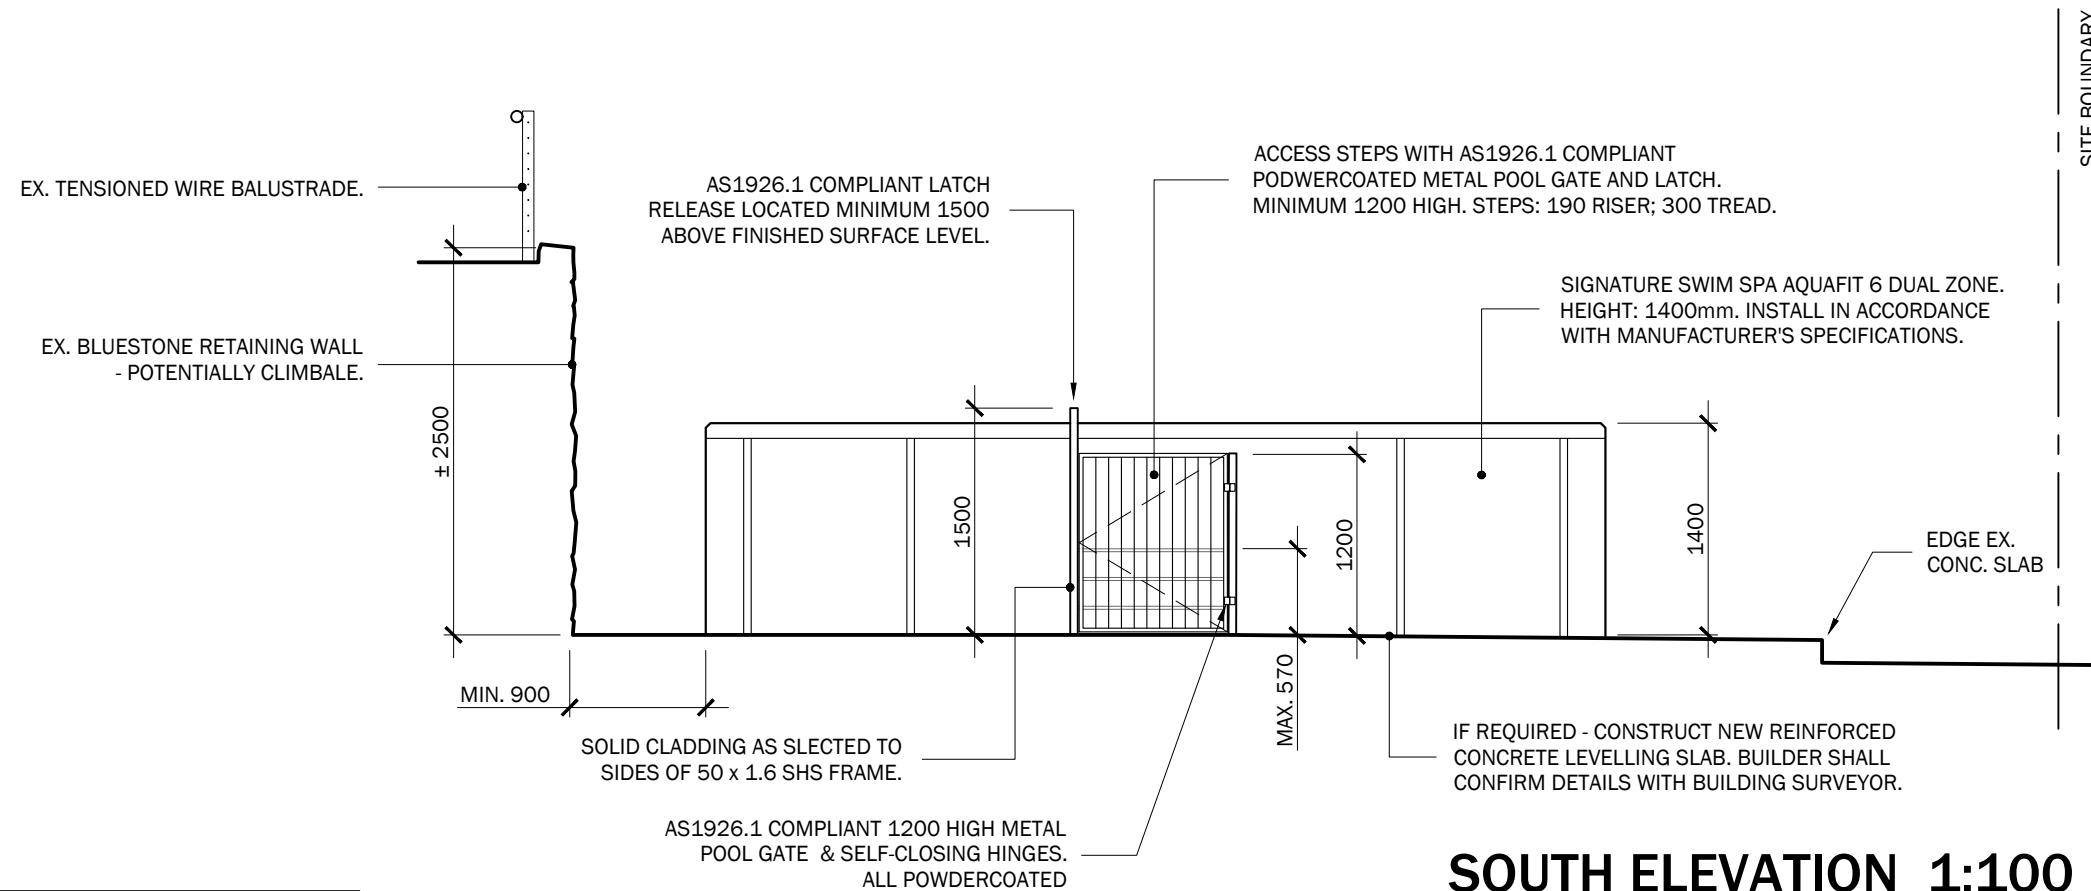 SITE BOUNDARY
EX. TENSIONED WIRE BALUSTRADE.
AS1926.1 COMPLIANT LATCH
RELEASE LOCATED MINIMUM 1500
ABOVE FINISHED SURFACE LEVEL.
ACCESS STEPS WITH AS1926.1 COMPLIANT
PODWERCOATED METAL POOL GATE AND LATCH.
MINIMUM 1200 HIGH. STEPS: 190 RISER; 300 TREAD.
SIGNATURE SWIM SPA AQUAFIT 6 DUAL ZONE.
HEIGHT: 1400mm. INSTALL IN ACCORDANCE
WITH MANUFACTURER'S SPECIFICATIONS.
EX. BLUESTONE RETAINING WALL
- POTENTIALLY CLIMBALE.
± 2500
1500
1200
1400
EDGE EX.
CONC. SLAB
MIN. 900
MAX. 570
SOLID CLADDING AS SLECTED TO
SIDES OF 50 x 1.6 SHS FRAME.
IF REQUIRED - CONSTRUCT NEW REINFORCED
CONCRETE LEVELLING SLAB. BUILDER SHALL
CONFIRM DETAILS WITH BUILDING SURVEYOR.
AS1926.1 COMPLIANT 1200 HIGH METAL
POOL GATE & SELF-CLOSING HINGES.
ALL POWDERCOATED
SOUTH ELEVATION 1:100